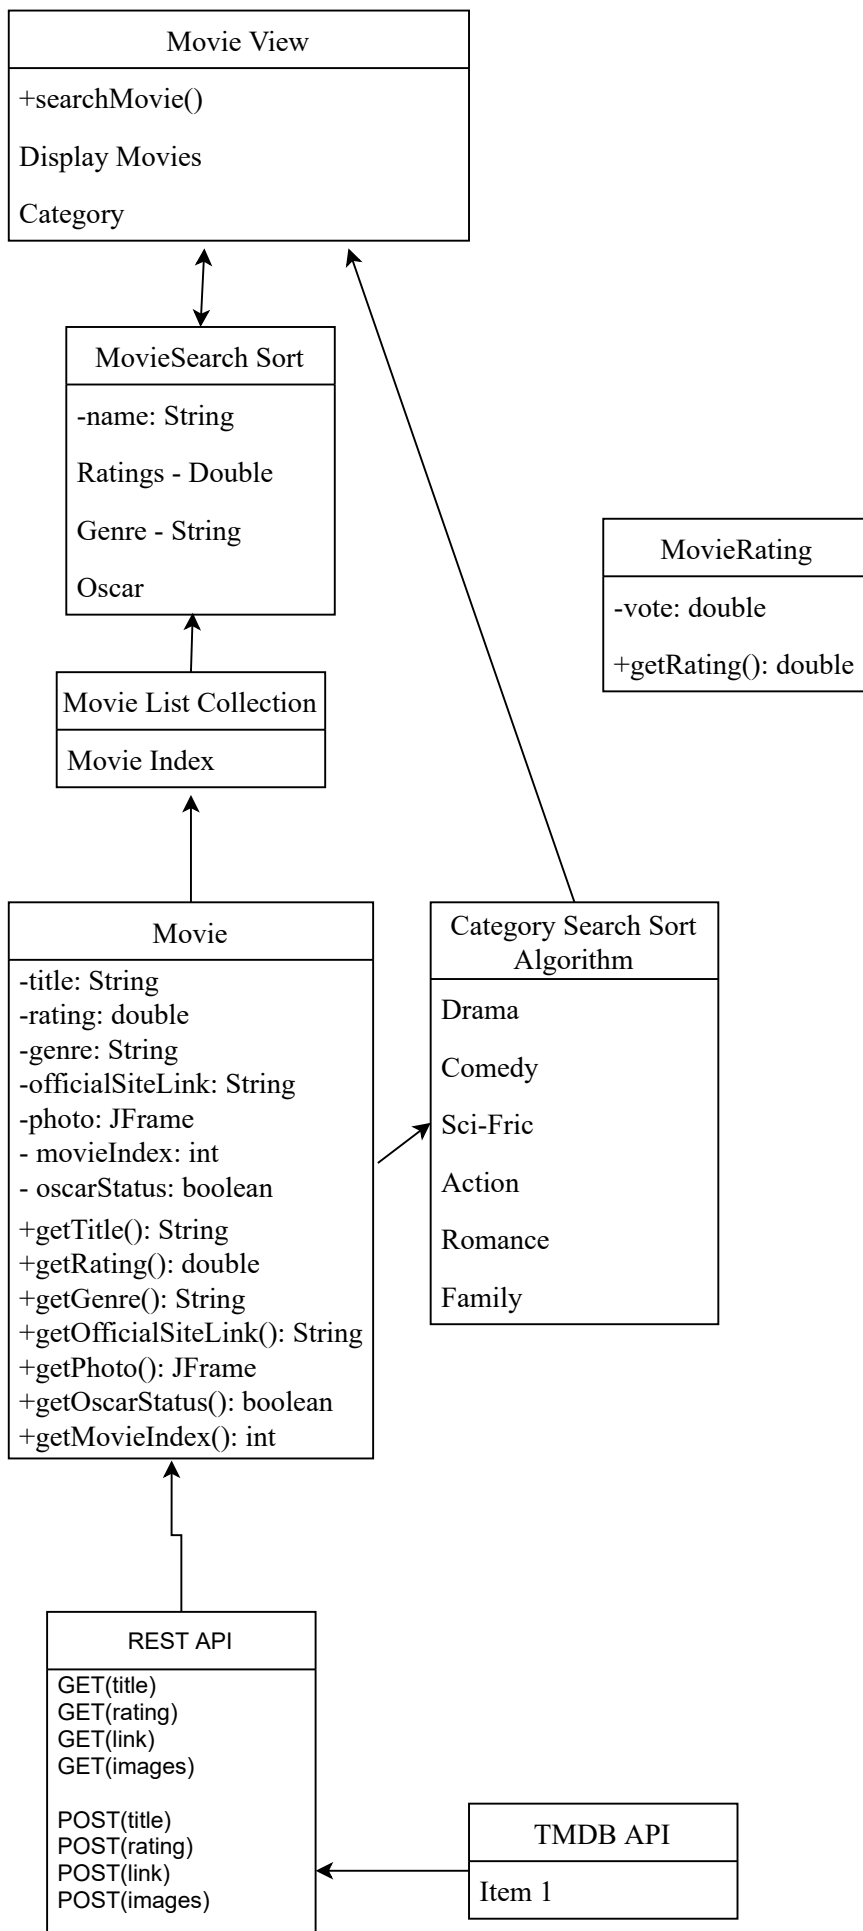 Movie View
+searchMovie()
Display Movies
Category
MovieSearch Sort
-name: String
Ratings - Double
Genre - String
Oscar
MovieRating
-vote: double
+getRating(): double
Movie List Collection
Movie Index
Movie
-title: String
-rating: double
-genre: String
-officialSiteLink: String
-photo: JFrame
- movieIndex: int
- oscarStatus: boolean
+getTitle(): String
+getRating(): double
+getGenre(): String
+getOfficialSiteLink(): String
+getPhoto(): JFrame
+getOscarStatus(): boolean
+getMovieIndex(): int
Category Search Sort
Algorithm
Drama
Comedy
Sci-Fric
Action
Romance
Family
REST API
GET(title)
GET(rating)
GET(link)
GET(images)
POST(title)
POST(rating)
POST(link)
POST(images)
TMDB API
Item 1